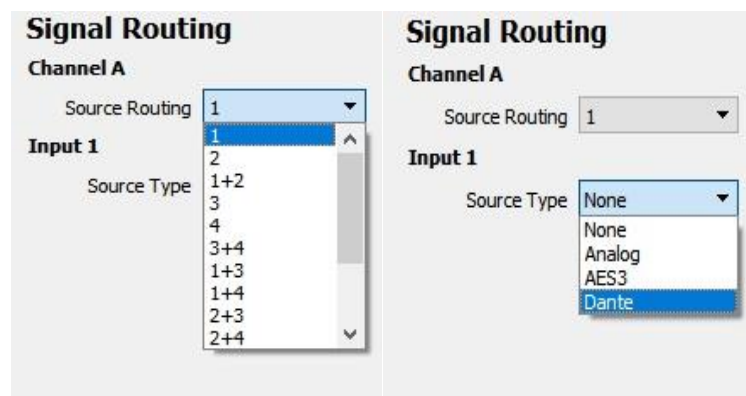 Signal Routing
Channel A
Source Routing 1
1
Input 1
2
Source Type
1+2
3
4
3+4
1+3
1+4
2+3
2+4
Signal Routing
Channel A
Source Routing 1
Input 1
Source Type None
None
Analog
AES3
Dante